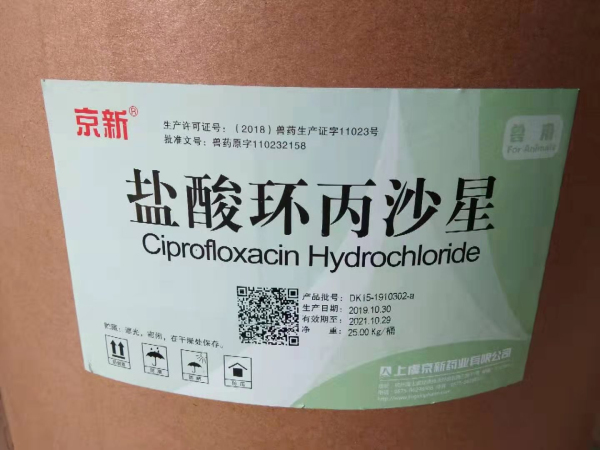 京新®
生产许可证号：（2018）兽药生产证字11023号
批准文号：兽药原字110232158
兽用
For Animals
盐酸环丙沙星
Ciprofloxacin Hydrochloride
产品批号：DK15-1910302-a
生产日期：2019.10.30
有效期至：2021.10.29
净 重：25.00 Kg/桶
贮藏：遮光，密闭，在干燥处保存。
上虞京新药业有限公司